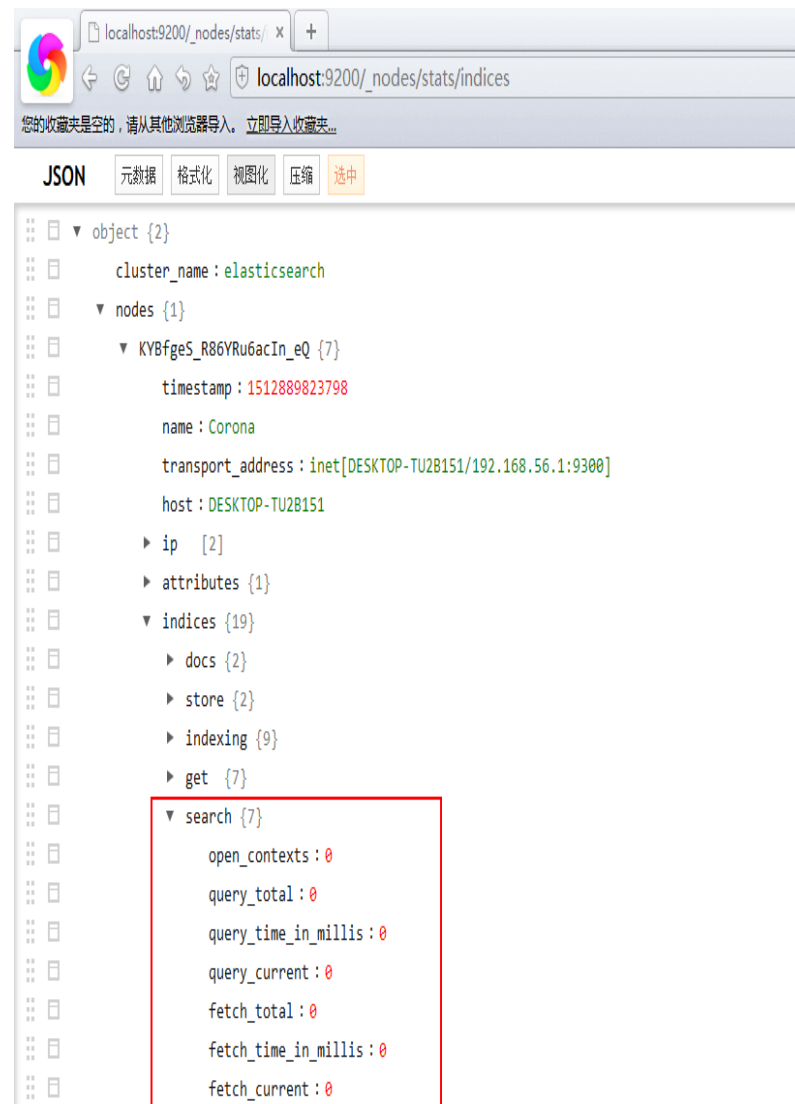 localhost:9200/_nodes/stats/
localhost:9200/_nodes/stats/indices
您的收藏夹是空的，请从其他浏览器导入。 立即导入收藏夹...
JSON 元数据 格式化 视图化 压缩 选中
object {2}
cluster_name：elasticsearch
nodes {1}
KYBfgeS_R86YRu6acIn_eQ {7}
timestamp：1512889823798
name：Corona
transport_address：inet[DESKTOP-TU2B151/192.168.56.1:9300]
host：DESKTOP-TU2B151
ip [2]
attributes {1}
indices {19}
docs {2}
store {2}
indexing {9}
get {7}
search {7}
open_contexts：0
query_total：0
query_time_in_millis：0
query_current：0
fetch_total：0
fetch_time_in_millis：0
fetch_current：0